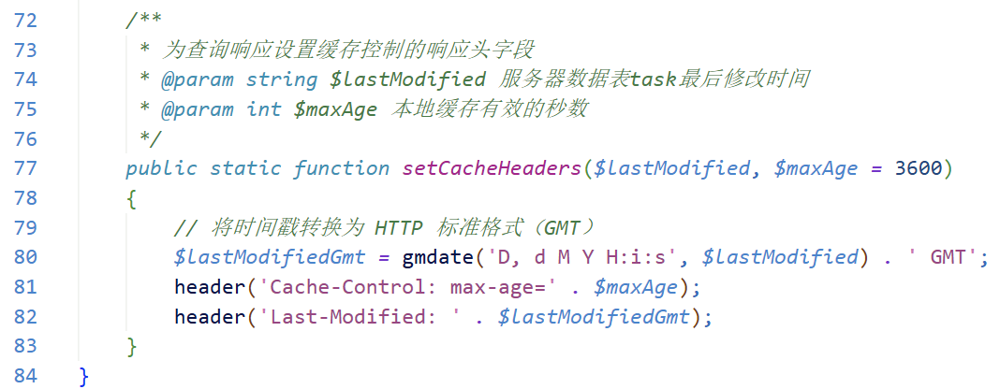 72 /**
73 * 为查询响应设置缓存控制的响应头字段
74 * @param string $lastModified 服务器数据表task最后修改时间
75 * @param int $maxAge 本地缓存有效的秒数
76 */
77 public static function setCacheHeaders($lastModified, $maxAge = 3600)
78 {
79 // 将时间戳转换为 HTTP 标准格式（GMT）
80 $lastModifiedGmt = gmdate('D, d M Y H:i:s', $lastModified) . ' GMT';
81 header('Cache-Control: max-age=' . $maxAge);
82 header('Last-Modified: ' . $lastModifiedGmt);
83 }
84 }